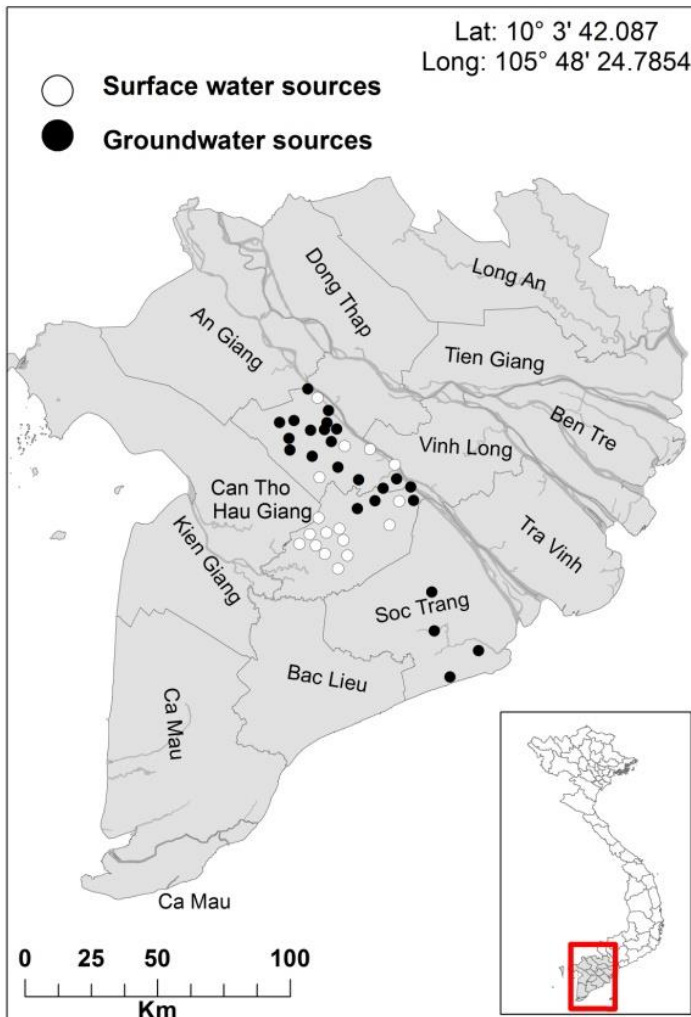 Lat: 10° 3' 42.087
Long: 105° 48' 24.7854
Surface water sources
Groundwater sources
Long An
Dong Thap
An Giang
Tien Giang
Ben Tre
Vinh Long
Can Tho
Hau Giang
Tra Vinh
Kien Giang
Soc Trang
Bac Lieu
Ca Mau
Ca Mau
0 25 50 100
Km